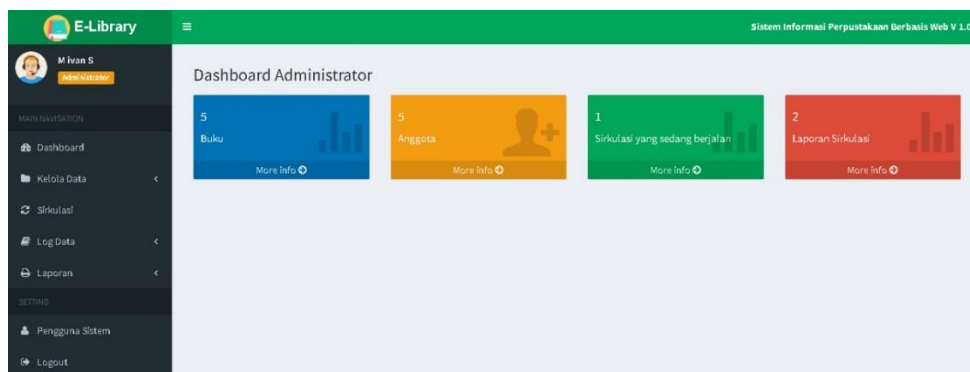 E-Library
Sistem Informasi Perpustakaan Berbasis Web V 1.0
M ivan S
Administrator
MAIN NAVIGATION
Dashboard
Kelola Data
Sirkulasi
Log Data
Laporan
SETTING
Pengguna Sistem
Logout
Dashboard Administrator
5
Buku
More info
5
Anggota
More info
1
Sirkulasi yang sedang berjalan
More info
2
Laporan Sirkulasi
More info